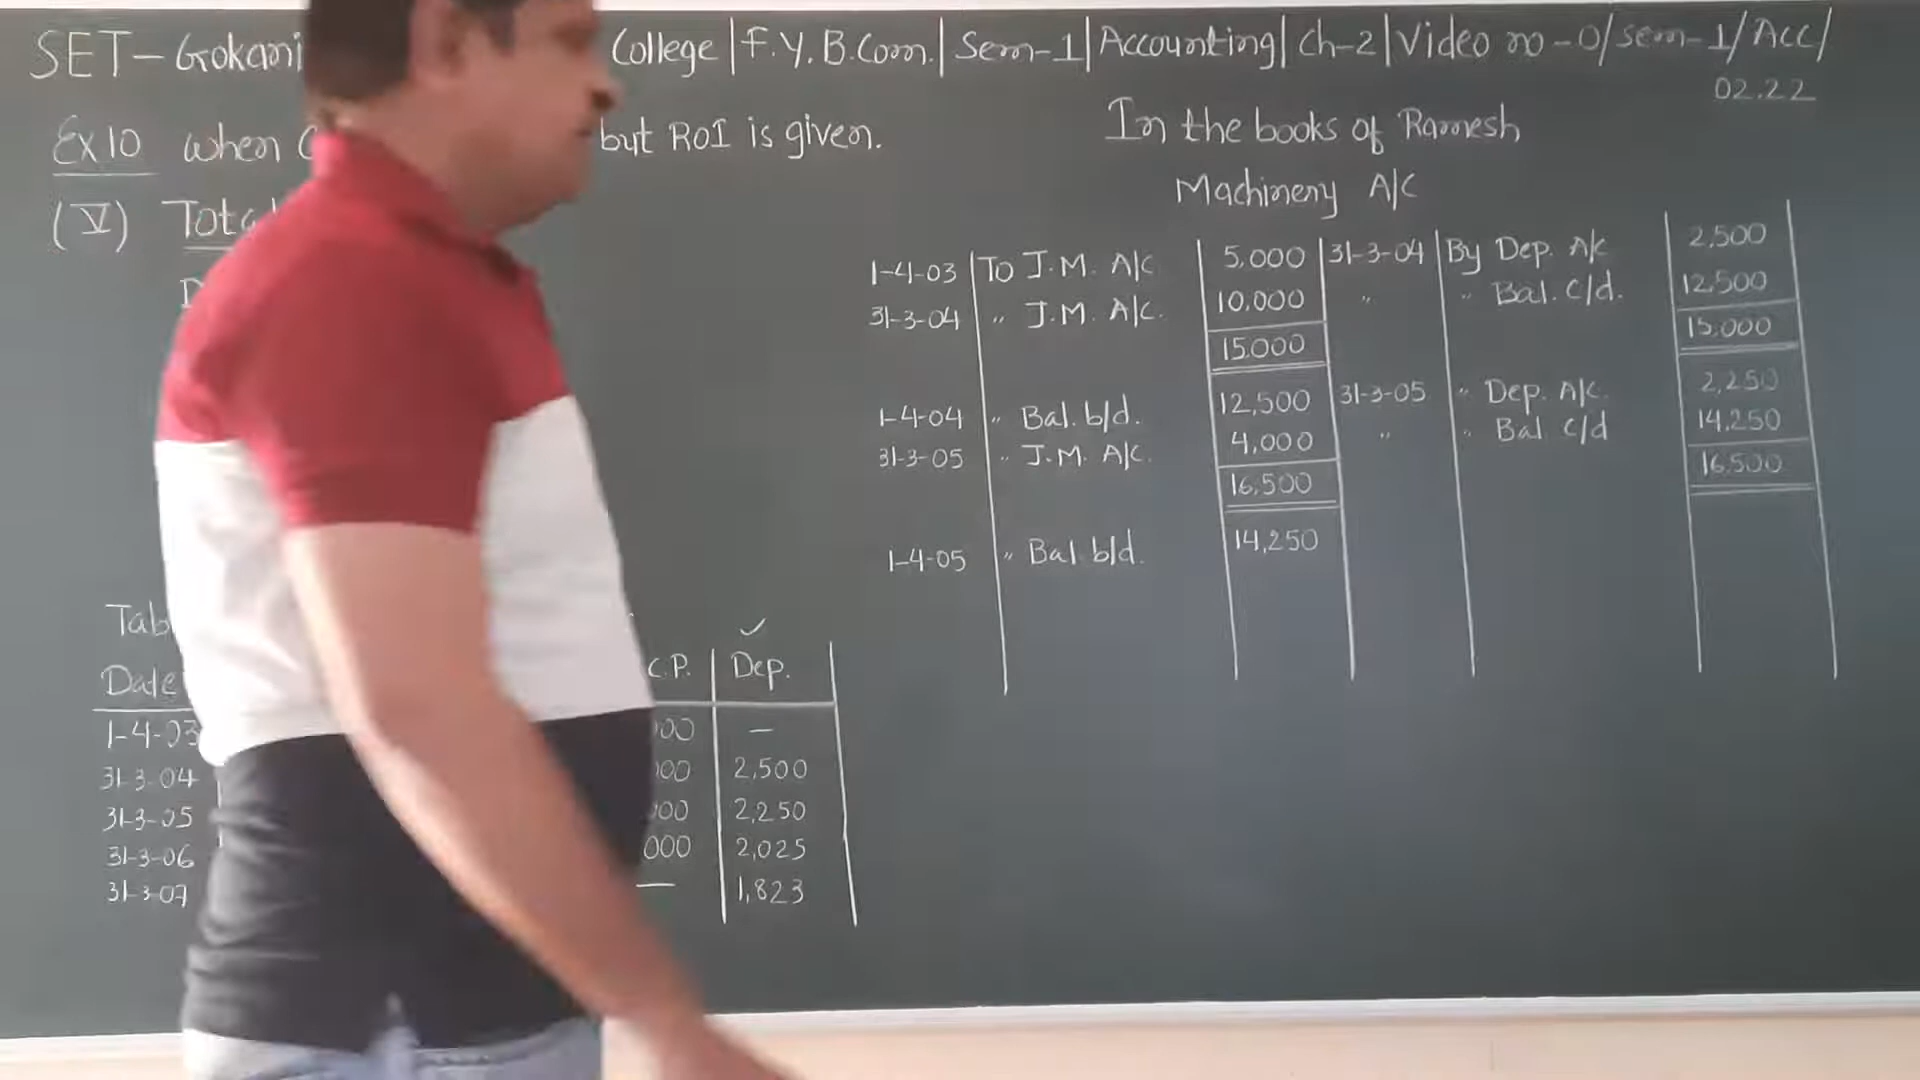 SET-Gokani College | F.Y.B.Com. | Sem-1 | Accounting | Ch-2 | Video no-0/sem-1/Acc/
02.22
Ex 10 when but ROI is given.
(V)
In the books of Ramesh
Machinery A/C
1-4-03 To J.M. A/C 5,000 31-3-04 By Dep. A/c 2,500
31-3-04 " J.M. A/C. 10,000 " " Bal. C/d. 12,500
15,000 15,000
1-4-04 " Bal. b/d. 12,500 31-3-05 " Dep. A/C. 2,250
31-3-05 " J.M. A/C. 4,000 " " Bal C/d 14,250
16,500 16,500
1-4-05 " Bal. b/d. 14,250
Date C.P. Dep.
1-4-03 —
31-3-04 2,500
31-3-05 2,250
31-3-06 000 2,025
31-3-07 — 1,823